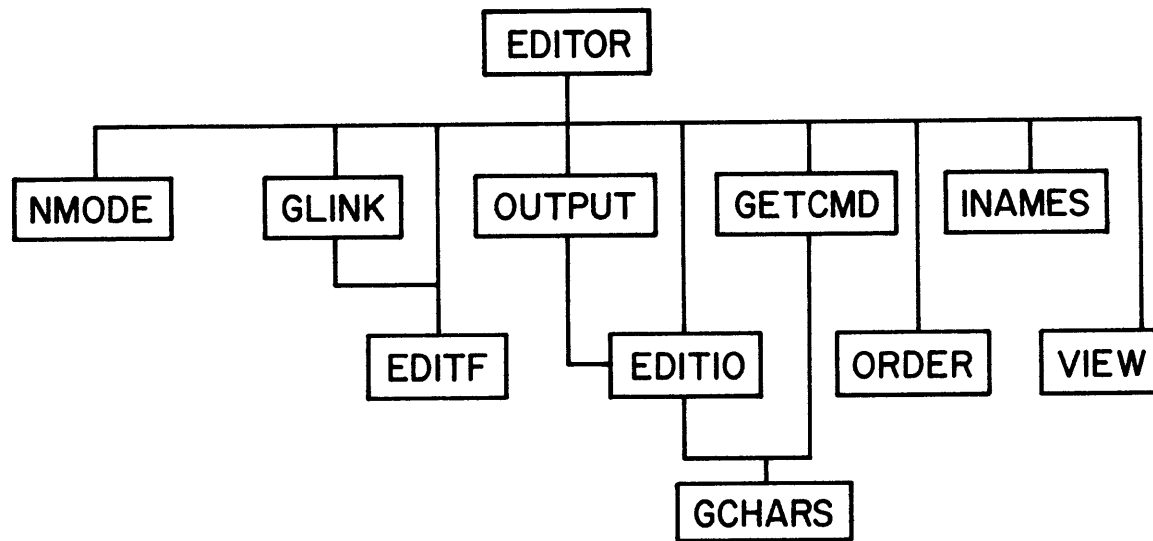 EDITOR
NMODE
GLINK
OUTPUT
GETCMD
INAMES
EDITF
EDITIO
ORDER
VIEW
GCHARS